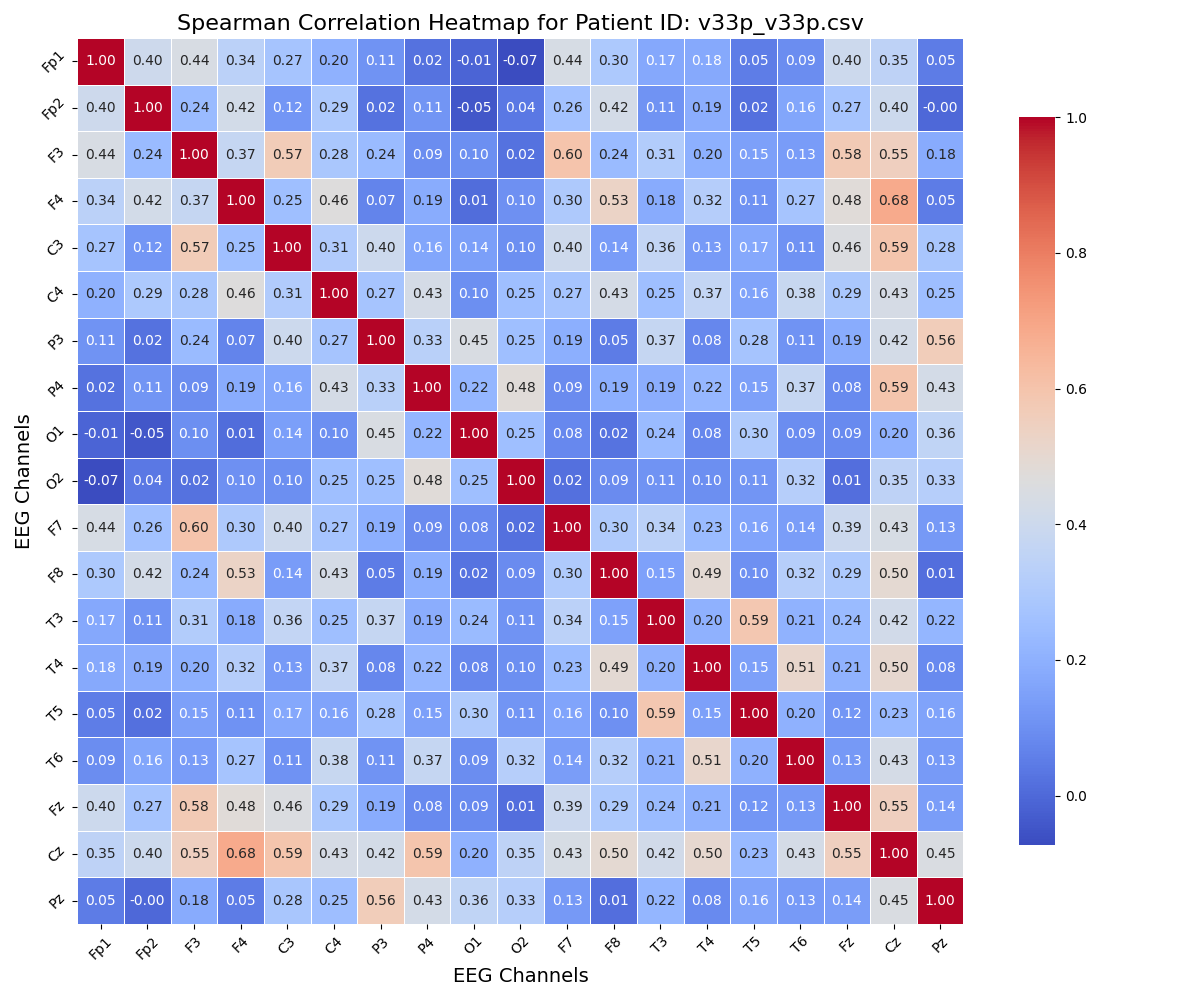 Spearman Correlation Heatmap for Patient ID: v33p_v33p.csv
Fp1 1.00 0.40 0.44 0.34 0.27 0.20 0.11 0.02 -0.01 -0.07 0.44 0.30 0.17 0.18 0.05 0.09 0.40 0.35 0.05
Fp2 0.40 1.00 0.24 0.42 0.12 0.29 0.02 0.11 -0.05 0.04 0.26 0.42 0.11 0.19 0.02 0.16 0.27 0.40 -0.00
F3 0.44 0.24 1.00 0.37 0.57 0.28 0.24 0.09 0.10 0.02 0.60 0.24 0.31 0.20 0.15 0.13 0.58 0.55 0.18
F4 0.34 0.42 0.37 1.00 0.25 0.46 0.07 0.19 0.01 0.10 0.30 0.53 0.18 0.32 0.11 0.27 0.48 0.68 0.05
C3 0.27 0.12 0.57 0.25 1.00 0.31 0.40 0.16 0.14 0.10 0.40 0.14 0.36 0.13 0.17 0.11 0.46 0.59 0.28
C4 0.20 0.29 0.28 0.46 0.31 1.00 0.27 0.43 0.10 0.25 0.27 0.43 0.25 0.37 0.16 0.38 0.29 0.43 0.25
P3 0.11 0.02 0.24 0.07 0.40 0.27 1.00 0.33 0.45 0.25 0.19 0.05 0.37 0.08 0.28 0.11 0.19 0.42 0.56
P4 0.02 0.11 0.09 0.19 0.16 0.43 0.33 1.00 0.22 0.48 0.09 0.19 0.19 0.22 0.15 0.37 0.08 0.59 0.43
O1 -0.01 -0.05 0.10 0.01 0.14 0.10 0.45 0.22 1.00 0.25 0.08 0.02 0.24 0.08 0.30 0.09 0.09 0.20 0.36
O2 -0.07 0.04 0.02 0.10 0.10 0.25 0.25 0.48 0.25 1.00 0.02 0.09 0.11 0.10 0.11 0.32 0.01 0.35 0.33
F7 0.44 0.26 0.60 0.30 0.40 0.27 0.19 0.09 0.08 0.02 1.00 0.30 0.34 0.23 0.16 0.14 0.39 0.43 0.13
F8 0.30 0.42 0.24 0.53 0.14 0.43 0.05 0.19 0.02 0.09 0.30 1.00 0.15 0.49 0.10 0.32 0.29 0.50 0.01
T3 0.17 0.11 0.31 0.18 0.36 0.25 0.37 0.19 0.24 0.11 0.34 0.15 1.00 0.20 0.59 0.21 0.24 0.42 0.22
T4 0.18 0.19 0.20 0.32 0.13 0.37 0.08 0.22 0.08 0.10 0.23 0.49 0.20 1.00 0.15 0.51 0.21 0.50 0.08
T5 0.05 0.02 0.15 0.11 0.17 0.16 0.28 0.15 0.30 0.11 0.16 0.10 0.59 0.15 1.00 0.20 0.12 0.23 0.16
T6 0.09 0.16 0.13 0.27 0.11 0.38 0.11 0.37 0.09 0.32 0.14 0.32 0.21 0.51 0.20 1.00 0.13 0.43 0.13
Fz 0.40 0.27 0.58 0.48 0.46 0.29 0.19 0.08 0.09 0.01 0.39 0.29 0.24 0.21 0.12 0.13 1.00 0.55 0.14
Cz 0.35 0.40 0.55 0.68 0.59 0.43 0.42 0.59 0.20 0.35 0.43 0.50 0.42 0.50 0.23 0.43 0.55 1.00 0.45
Pz 0.05 -0.00 0.18 0.05 0.28 0.25 0.56 0.43 0.36 0.33 0.13 0.01 0.22 0.08 0.16 0.13 0.14 0.45 1.00
Fp1 Fp2 F3 F4 C3 C4 P3 P4 O1 O2 F7 F8 T3 T4 T5 T6 Fz Cz Pz
EEG Channels
EEG Channels
1.0
0.8
0.6
0.4
0.2
0.0